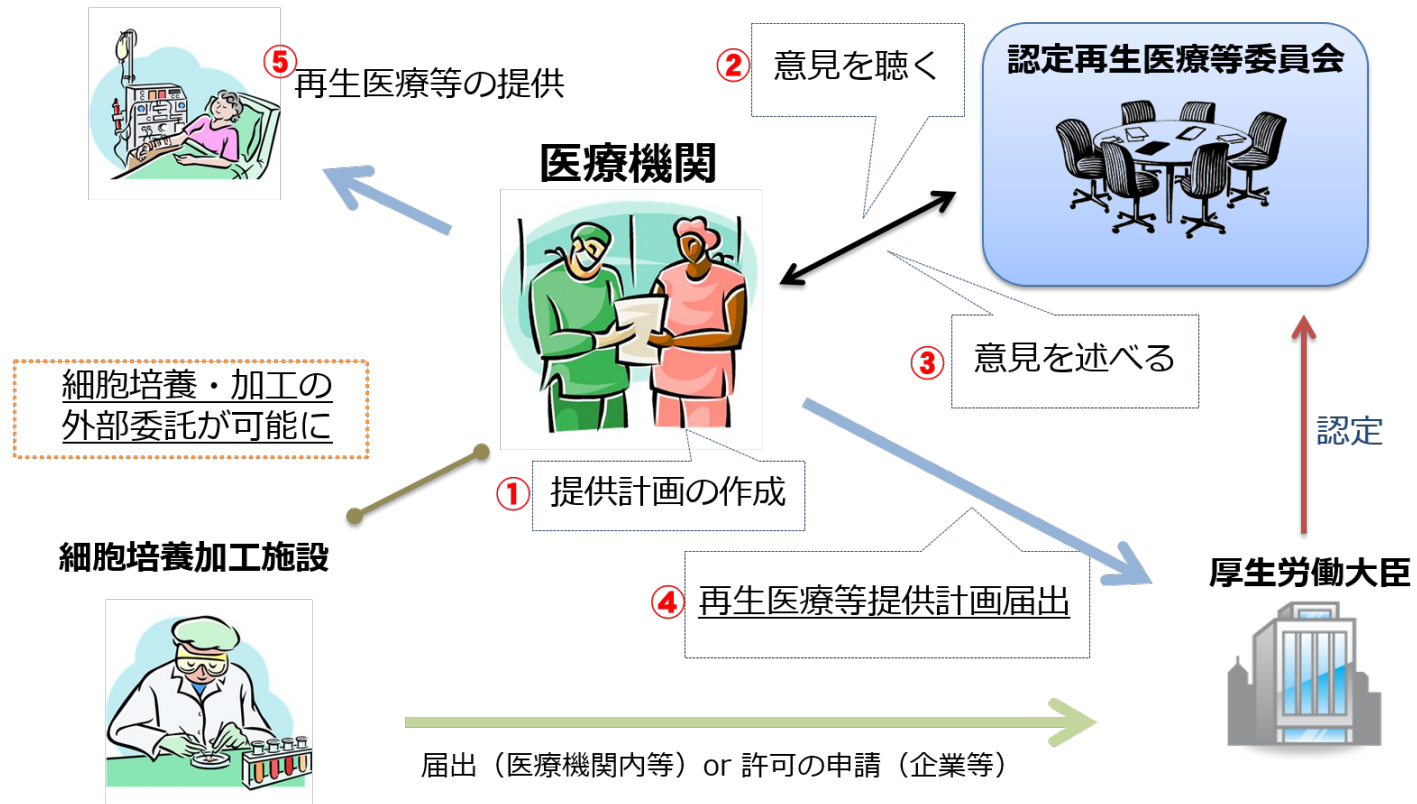 ⑤
再生医療等の提供
② 意見を聴く
認定再生医療等委員会
医療機関
③ 意見を述べる
認定
細胞培養・加工の
外部委託が可能に
① 提供計画の作成
細胞培養加工施設
④ 再生医療等提供計画届出
厚生労働大臣
届出（医療機関内等）or 許可の申請（企業等）